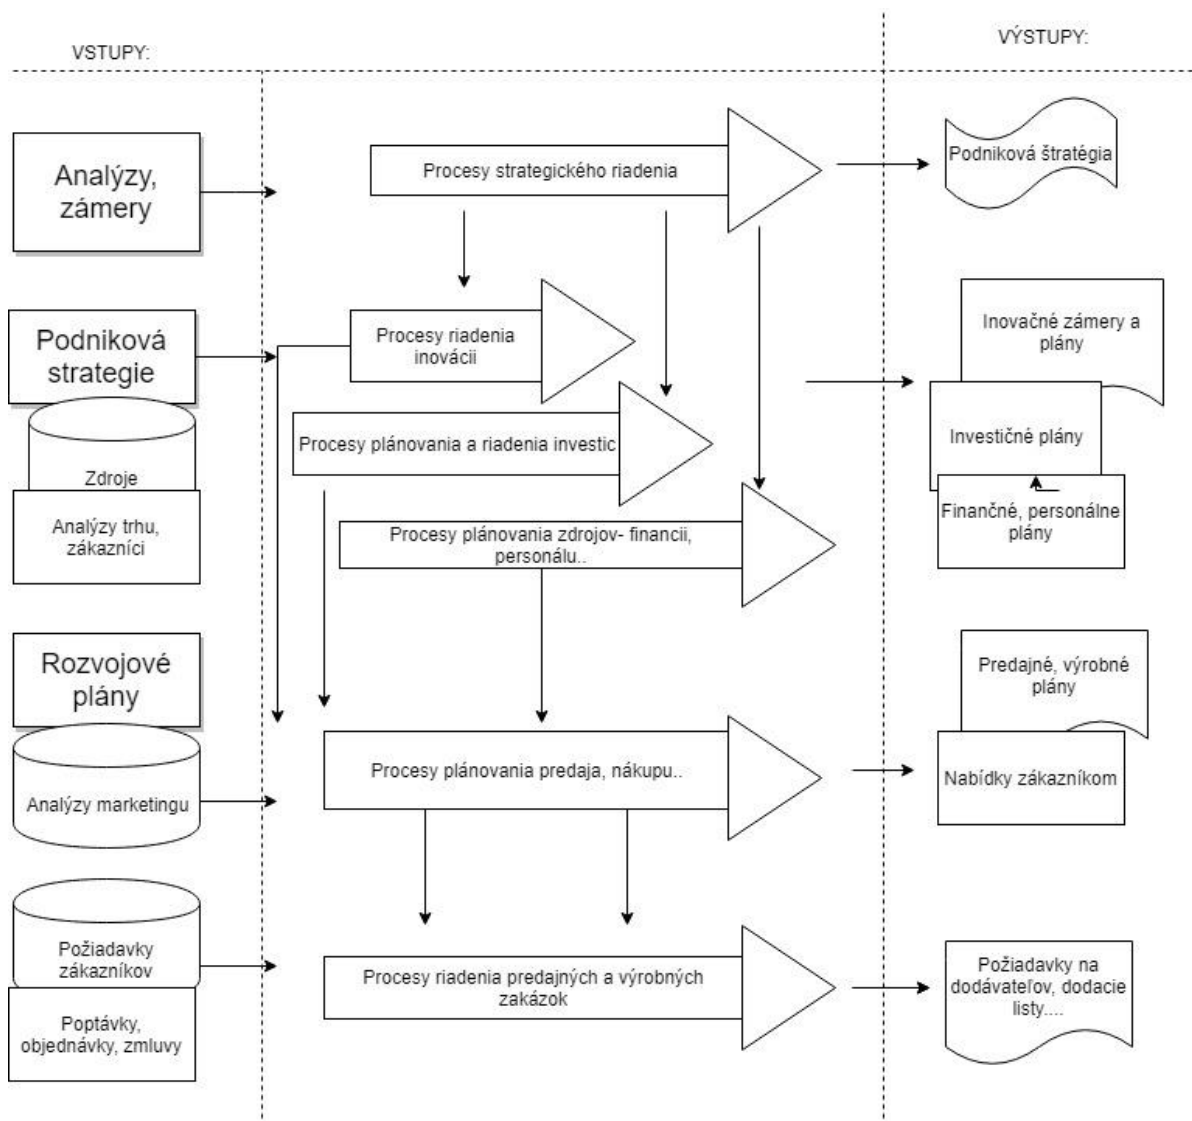 VSTUPY:
VÝSTUPY:
Analýzy,
zámery
Procesy strategického riadenia
Podniková štratégia
Podniková
strategie
Procesy riadenia
inovácii
Inovačné zámery a
plány
Zdroje
Procesy plánovania a riadenia investic
Investičné plány
Analýzy trhu,
zákazníci
Procesy plánovania zdrojov- financii,
personálu..
Finančné, personálne
plány
Rozvojové
plány
Predajné, výrobné
plány
Analýzy marketingu
Procesy plánovania predaja, nákupu..
Nabídky zákazníkom
Požiadavky
zákazníkov
Procesy riadenia predajných a výrobných
zakázok
Požiadavky na
dodávateľov, dodacie
listy....
Poptávky,
objednávky, zmluvy